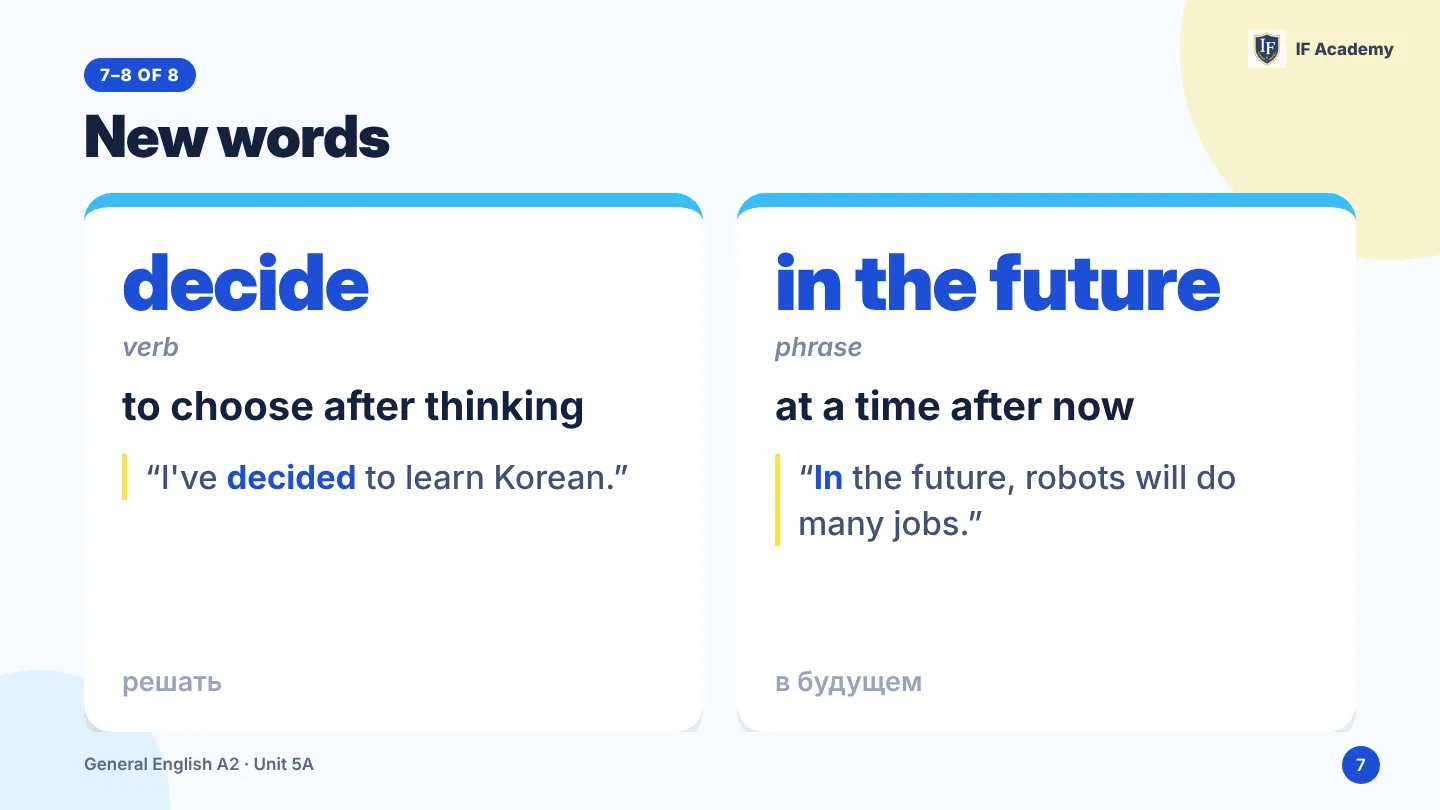 IF Academy
7–8 OF 8
New words
decide
verb
to choose after thinking
“I've decided to learn Korean.”
решать
in the future
phrase
at a time after now
“In the future, robots will do
many jobs.”
в будущем
General English A2 · Unit 5A
7